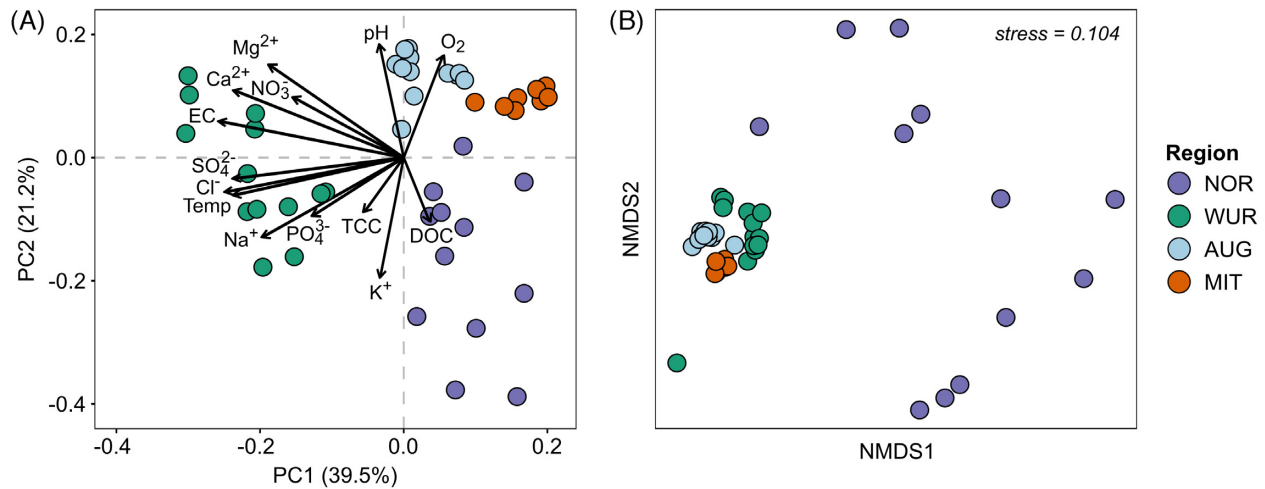 (A)
0.2
0.0
-0.2
-0.4
PC2 (21.2%)
pH
O₂
Mg²⁺
Ca²⁺
NO₃⁻
EC
SO₄²⁻
Cl⁻
Temp
Na⁺
PO₄³⁻
TCC
DOC
K⁺
-0.4
-0.2
0.0
0.2
PC1 (39.5%)
(B)
stress = 0.104
NMDS2
NMDS1
Region
NOR
WUR
AUG
MIT